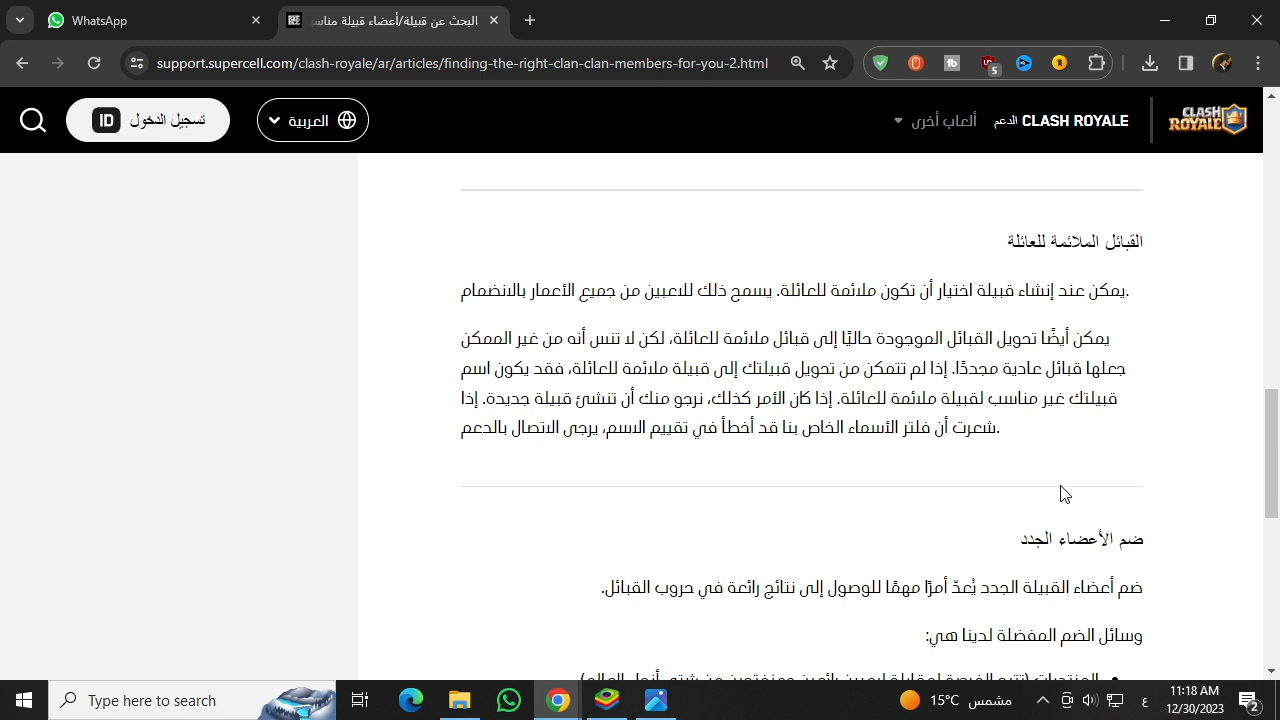 WhatsApp
البحث عن قبيلة/أعضاء قبيلة مناس
support.supercell.com/clash-royale/ar/articles/finding-the-right-clan-clan-members-for-you-2.html
5
CLASH ROYALE
CLASH ROYALE الدعم
ألعاب أخرى
العربية
تسجيل الدخول ID
القبائل الملائمة للعائلة
يمكن عند إنشاء قبيلة اختيار أن تكون ملائمة للعائلة. يسمح ذلك للاعبين من جميع الأعمار بالانضمام.
يمكن أيضًا تحويل القبائل الموجودة حاليًا إلى قبائل ملائمة للعائلة، لكن لا تنس أنه من غير الممكن
جعلها قبائل عادية مجددًا. إذا لم تتمكن من تحويل قبيلتك إلى قبيلة ملائمة للعائلة، فقد يكون اسم
قبيلتك غير مناسب لقبيلة ملائمة للعائلة. إذا كان الأمر كذلك، نرجو منك أن تنشئ قبيلة جديدة. إذا
شعرت أن فلتر الأسماء الخاص بنا قد أخطأ في تقييم الاسم، يرجى الاتصال بالدعم.
ضم الأعضاء الجدد
ضم أعضاء القبيلة الجدد يُعدّ أمرًا مهمًا للوصول إلى نتائج رائعة في حروب القبائل.
وسائل الضم المفضلة لدينا هي:
Type here to search
15°C مشمس
ع
11:18 AM
12/30/2023
2